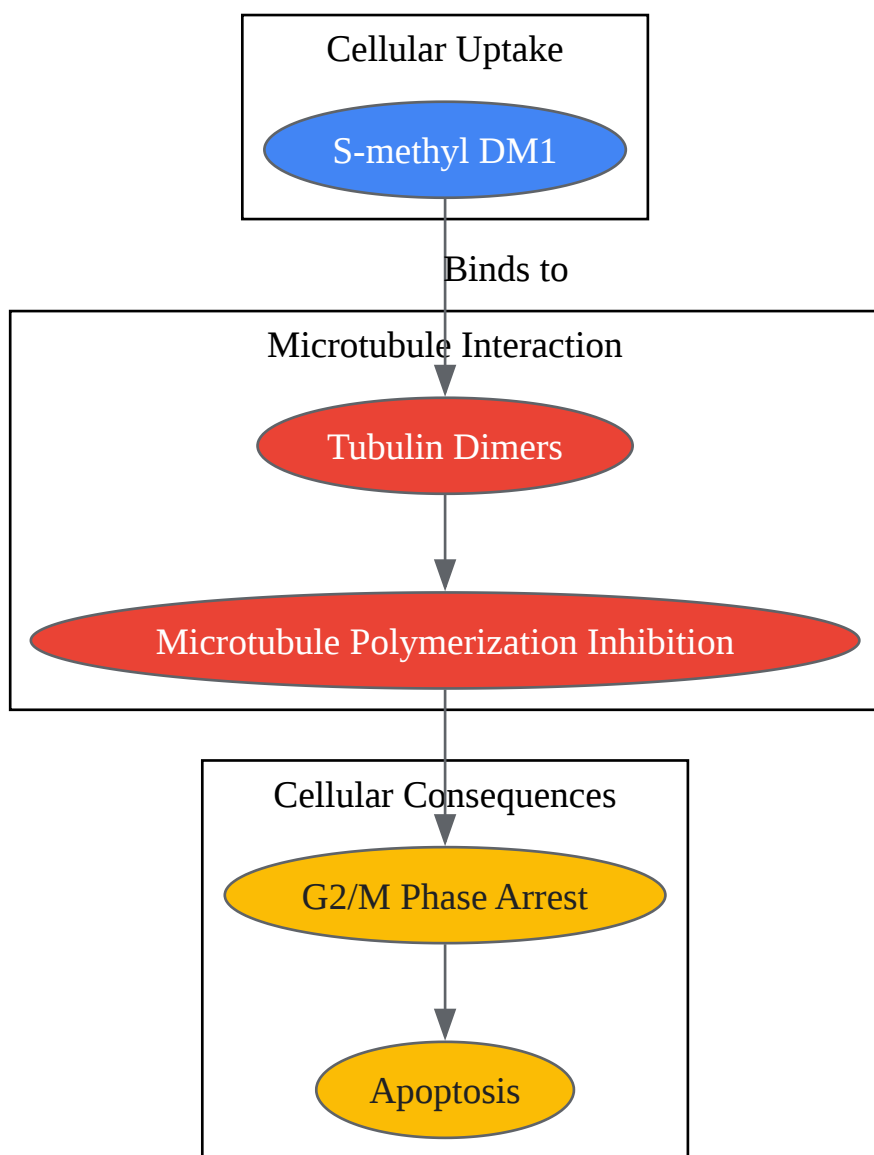 Cellular Uptake
S-methyl DM1
Binds to
Microtubule Interaction
Tubulin Dimers
Microtubule Polymerization Inhibition
Cellular Consequences
G2/M Phase Arrest
Apoptosis